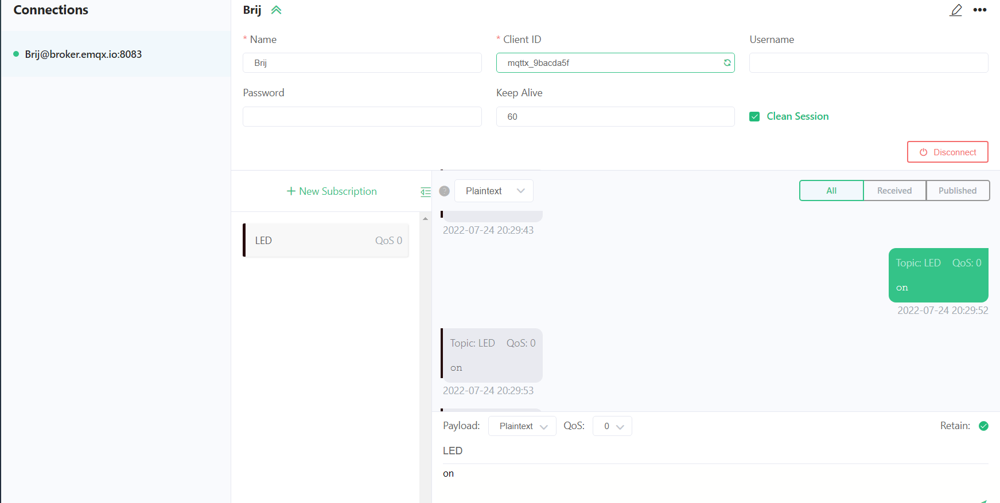 Connections
Brij@broker.emqx.io:8083
Brij
* Name
* Client ID
Username
Brij
mqttx_9bacda5f
Password
Keep Alive
60
Clean Session
Disconnect
+ New Subscription
LED QoS 0
Plaintext
All Received Published
2022-07-24 20:29:43
Topic: LED QoS: 0
on
2022-07-24 20:29:52
Topic: LED QoS: 0
on
2022-07-24 20:29:53
Payload: Plaintext QoS: 0 Retain:
LED
on